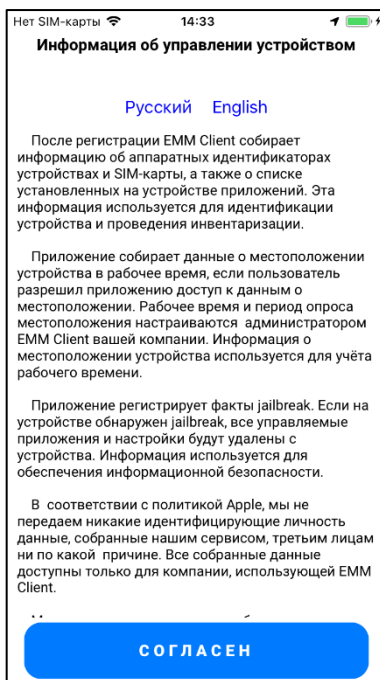 Нет SIM-карты 14:33
Информация об управлении устройством
Русский English
После регистрации EMM Client собирает
информацию об аппаратных идентификаторах
устройствах и SIM-карты, а также о списке
установленных на устройстве приложений. Эта
информация используется для идентификации
устройства и проведения инвентаризации.
Приложение собирает данные о местоположении
устройства в рабочее время, если пользователь
разрешил приложению доступ к данным о
местоположении. Рабочее время и период опроса
местоположения настраиваются администратором
EMM Client вашей компании. Информация о
местоположении устройства используется для учёта
рабочего времени.
Приложение регистрирует факты jailbreak. Если на
устройстве обнаружен jailbreak, все управляемые
приложения и настройки будут удалены с
устройства. Информация используется для
обеспечения информационной безопасности.
В соответствии с политикой Apple, мы не
передаем никакие идентифицирующие личность
данные, собранные нашим сервисом, третьим лицам
ни по какой причине. Все собранные данные
доступны только для компании, использующей EMM
Client.
СОГЛАСЕН